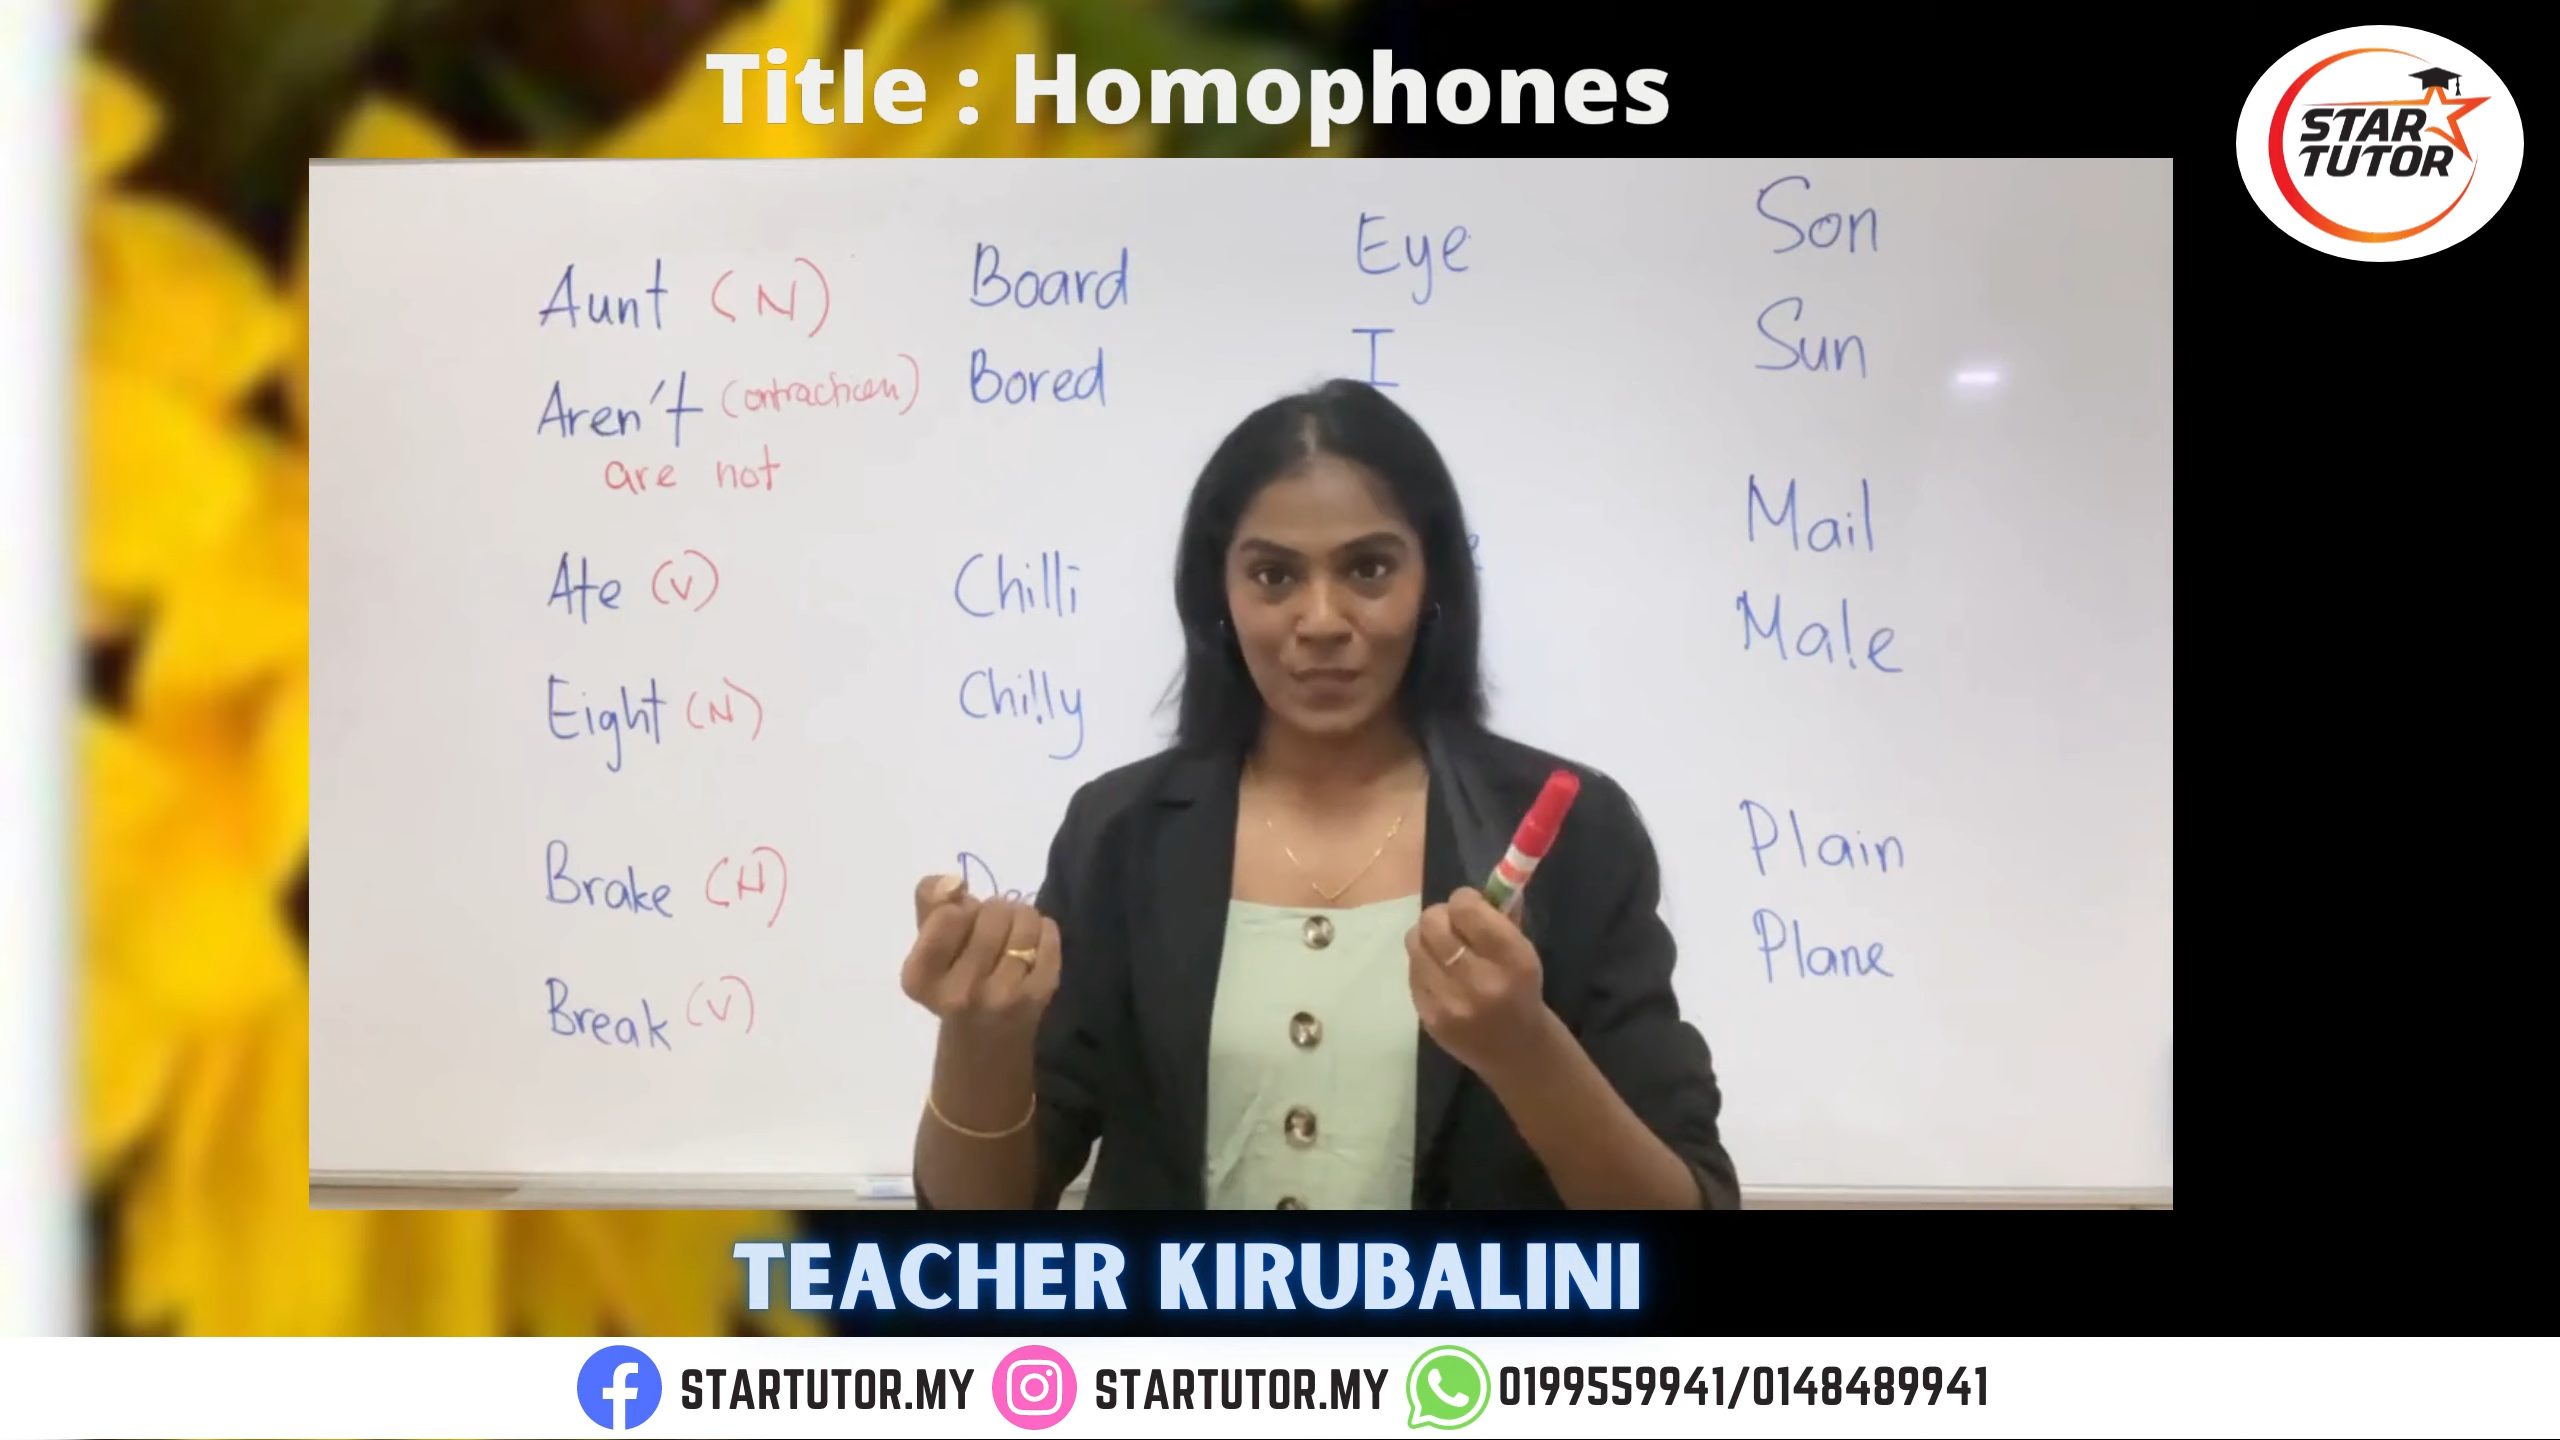 Title : Homophones
STAR
TUTOR
Aunt (N)
Aren't (contraction)
are not
Ate (v)
Eight (N)
Brake (N)
Break (V)
Board
Bored
Chilli
Chilly
Eye
I
Son
Sun
Mail
Male
Plain
Plane
TEACHER KIRUBALINI
STARTUTOR.MY STARTUTOR.MY 0199559941/0148489941